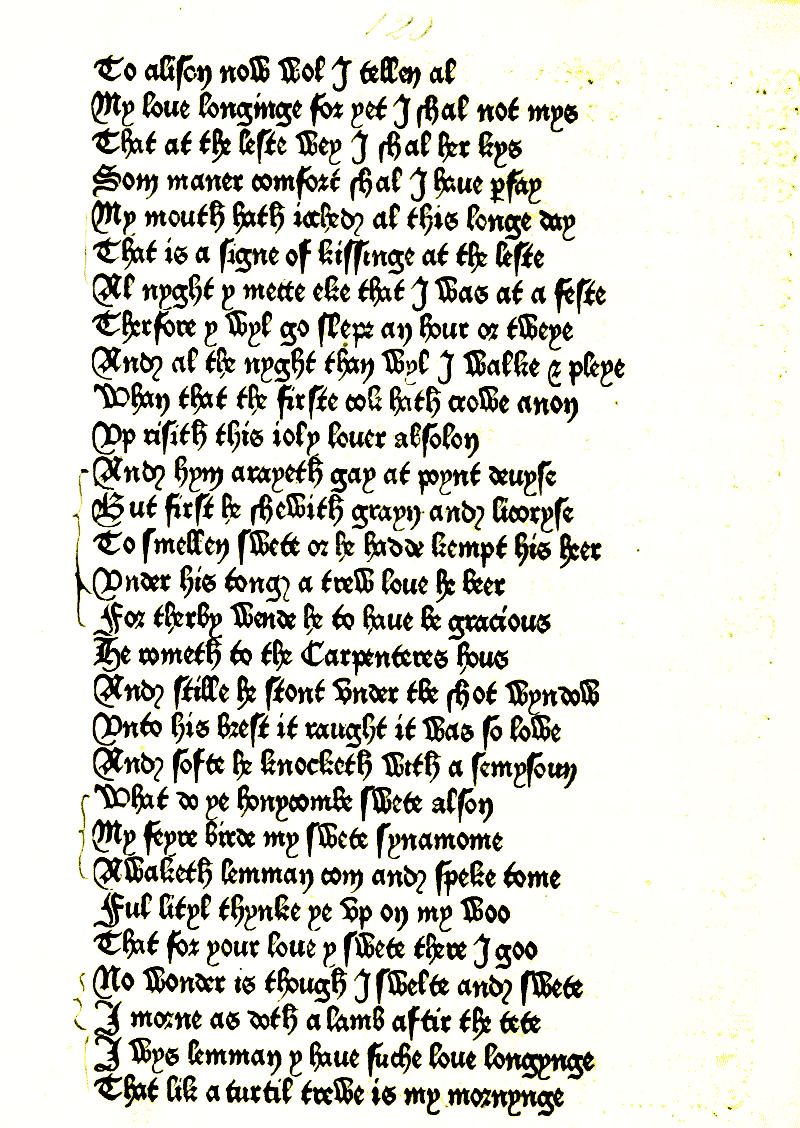 120
To alison now wol I tellen al
My loue longinge for yet I shal not mys
That at the leste wey I shal her kys
Som maner comfort shal I haue ꝑfay
My mouth hath icched al this longe day
That is a signe of kissinge at the leste
Al nyght y mette eke that I was at a feste
Therfore y wyl go slepe an hour or tweye
And al the nyght than wyl I walke & pleye
Whan that the firste cok hath crowe anon
Vp risith this ioly louer absolon
And hym arayeth gay at poynt deuyse
But first he shewith grayn and licoryse
To smellen swete or he hadde kempt his heer
Vnder his tong a trew loue he beer
For therby wende he to haue be gracious
He cometh to the Carpenteres hous
And stille he stont vnder the shot wyndow
Vnto his brest it raught it was so lowe
And softe he knocketh with a semysoun
What do ye honycombe swete alson
My feyre birde my swete synamome
Awaketh lemman com and speke tome
Ful lityl thynke ye vp on my woo
That for your loue y swete there I goo
No wonder is though I swelte and swete
I morne as doth a lamb aftir the tete
I wys lemman y haue suche loue longynge
That lik a turtil trewe is my mornynge